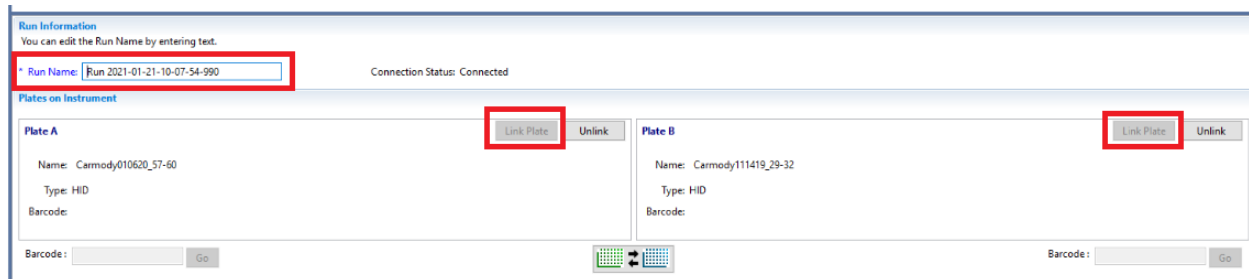 Run Information
You can edit the Run Name by entering text.
* Run Name: Run 2021-01-21-10-07-54-990 Connection Status: Connected
Plates on Instrument
Plate A Link Plate Unlink
Name: Carmody010620_57-60
Type: HID
Barcode:
Barcode: Go
Plate B Link Plate Unlink
Name: Carmody111419_29-32
Type: HID
Barcode:
Barcode: Go